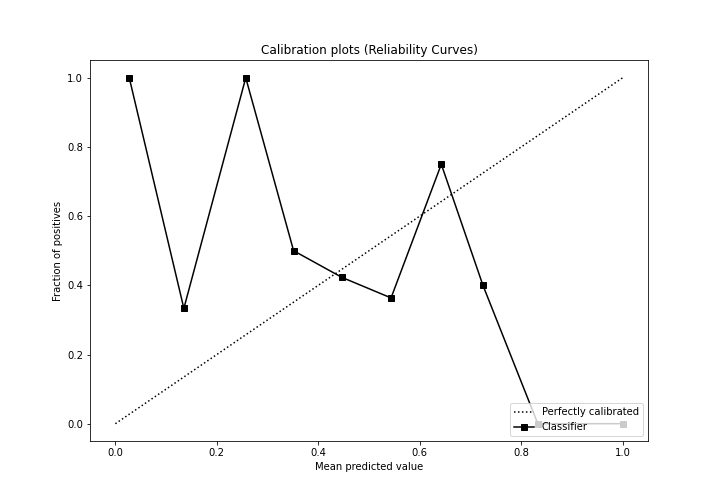 Calibration plots (Reliability Curves)
1.0
0.8
0.6
0.4
0.2
0.0
Fraction of positives
Perfectly calibrated
Classifier
0.0 0.2 0.4 0.6 0.8 1.0
Mean predicted value